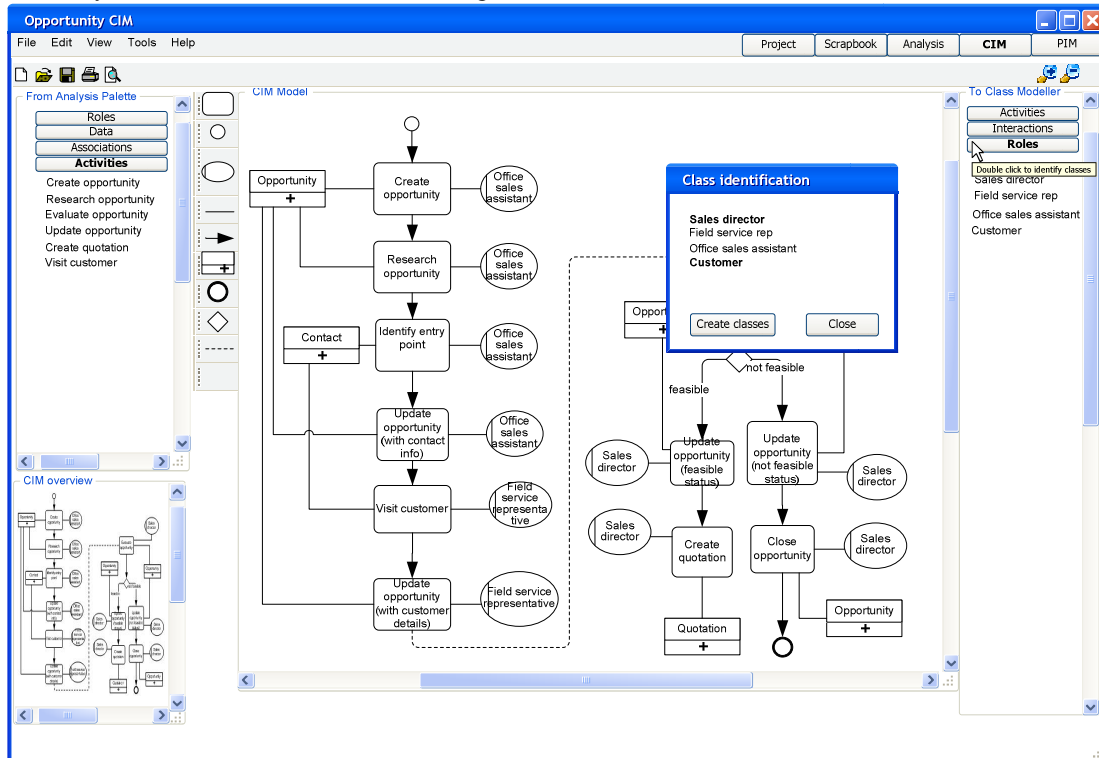 Opportunity CIM
File Edit View Tools Help
Project Scrapbook Analysis CIM PIM
From Analysis Palette
Roles
Data
Associations
Activities
Create opportunity
Research opportunity
Evaluate opportunity
Update opportunity
Create quotation
Visit customer
CIM overview
CIM Model
Opportunity
+
Create
opportunity
Office
sales
assistant
Research
opportunity
Office
sales
assistant
Contact
+
Identify entry
point
Office
sales
assistant
Update
opportunity
(with contact
info)
Office
sales
assistant
Visit customer
Field
service
representa
tive
Update
opportunity
(with customer
details)
Field service
representative)
Class identification
Sales director
Field service rep
Office sales assistant
Customer
Create classes Close
Opport
+
not feasible
feasible
Sales
director
Update
opportunity
(feasible
status)
Update
opportunity
(not feasible
status)
Sales
director
Sales
director
Create
quotation
Close
opportunity
Sales
director
Quotation
+
Opportunity
+
To Class Modeller
Activities
Interactions
Roles
Double click to identify classes
Sales director
Field service rep
Office sales assistant
Customer